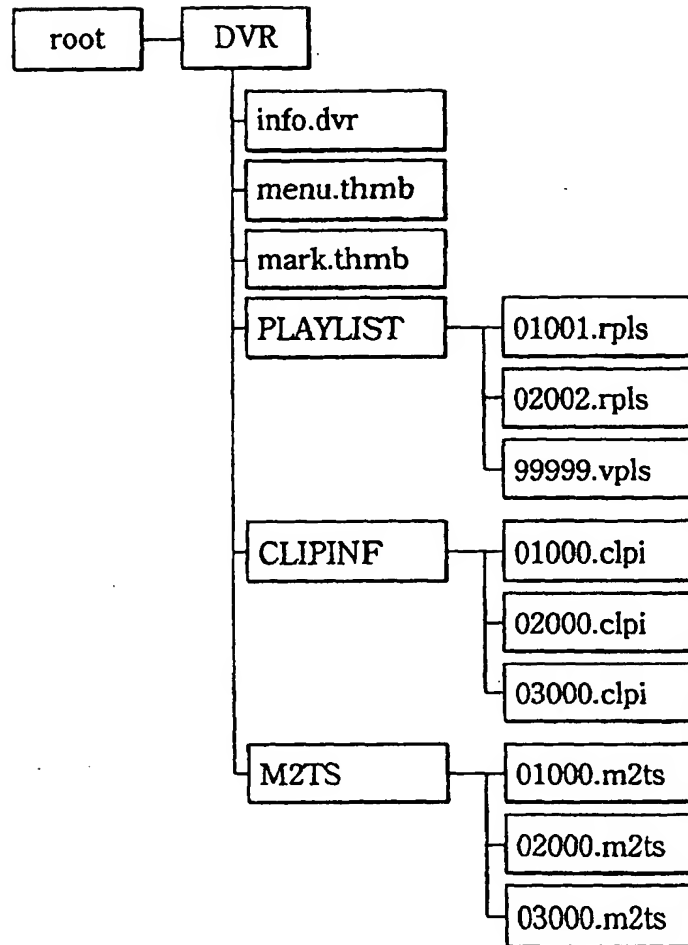 root
DVR
info.dvr
menu.thmb
mark.thmb
PLAYLIST
01001.rpls
02002.rpls
99999.vpls
CLIPINF
01000.clpi
02000.clpi
03000.clpi
M2TS
01000.m2ts
02000.m2ts
03000.m2ts